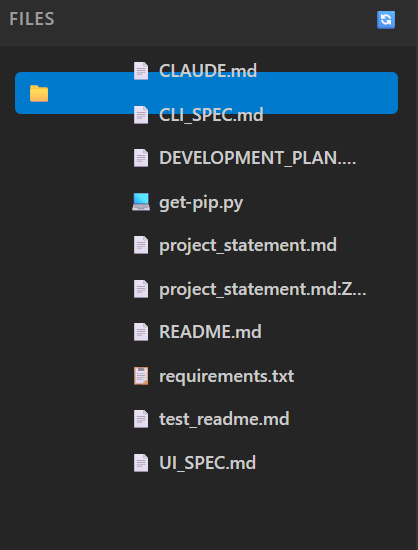 FILES
CLAUDE.md
CLI_SPEC.md
DEVELOPMENT_PLAN....
get-pip.py
project_statement.md
project_statement.md:Z...
README.md
requirements.txt
test_readme.md
UI_SPEC.md